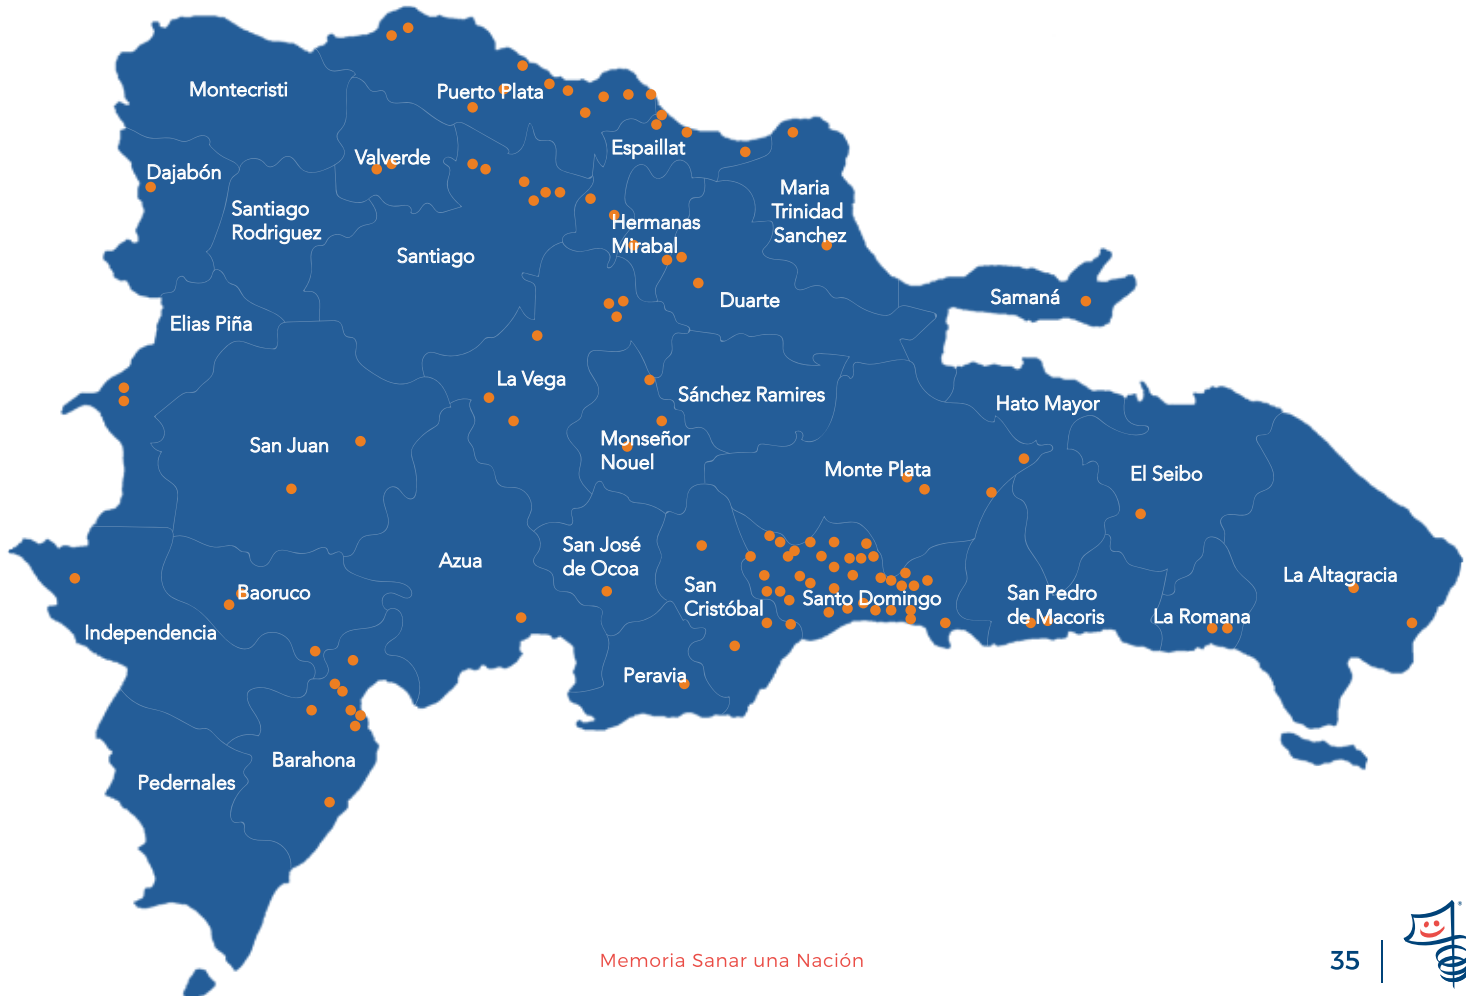 Montecristi
Puerto Plata
Espaillat
Valverde
Dajabón
Maria
Trinidad
Sanchez
Santiago
Rodriguez
Hermanas
Mirabal
Santiago
Samaná
Duarte
Elias Piña
La Vega
Sánchez Ramires
Hato Mayor
San Juan
Monseñor
Nouel
Monte Plata
El Seibo
San José
de Ocoa
Azua
La Altagracia
Baoruco
San
Cristóbal
Santo Domingo
San Pedro
de Macoris
La Romana
Independencia
Peravia
Barahona
Pedernales
Memoria Sanar una Nación
35
®